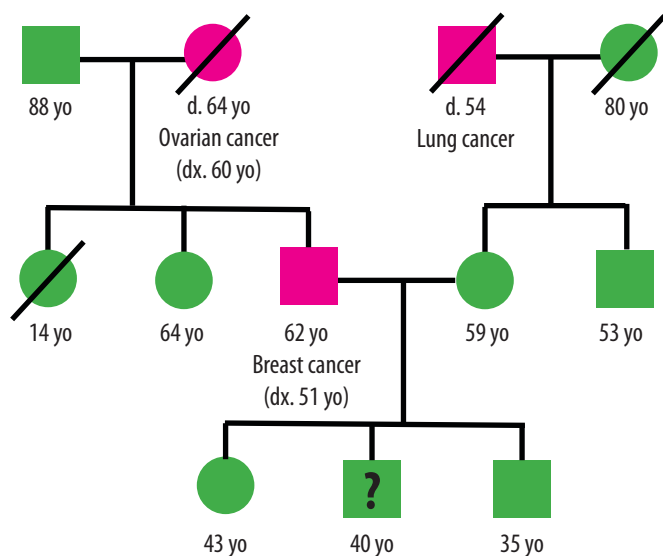 88 yo
d. 64 yo
Ovarian cancer
(dx. 60 yo)
d. 54
Lung cancer
80 yo
14 yo
64 yo
62 yo
Breast cancer
(dx. 51 yo)
59 yo
53 yo
?
43 yo
40 yo
35 yo